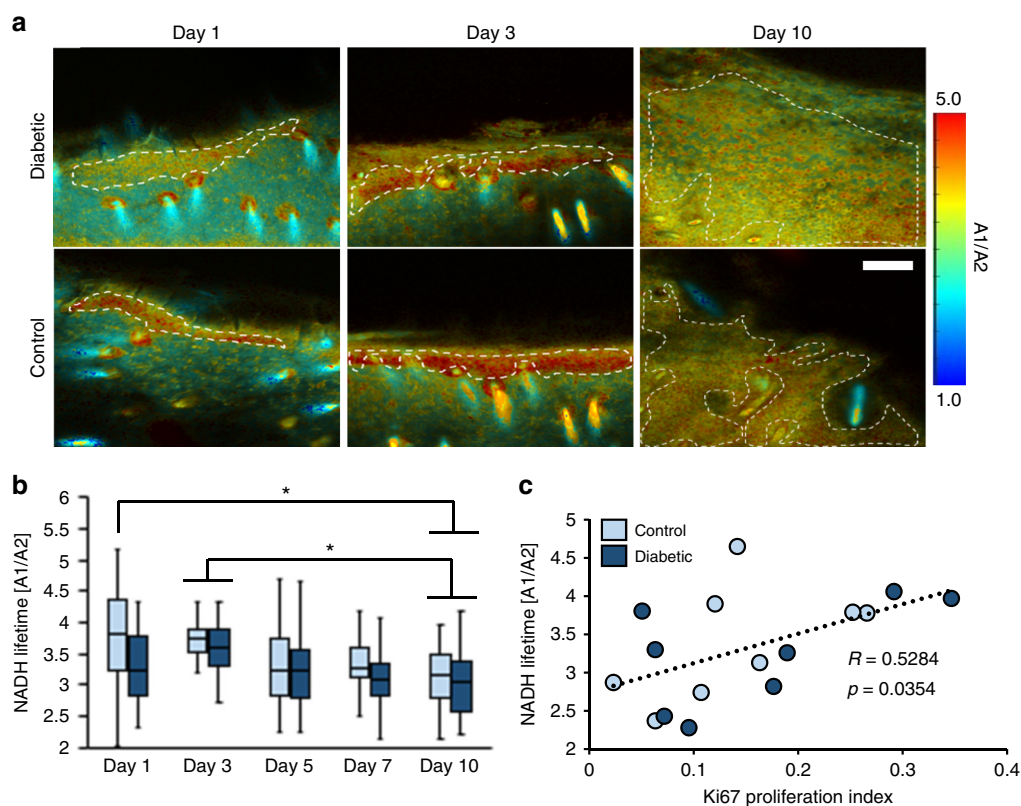 a
Day 1
Day 3
Day 10
Diabetic
Control
5.0
A1/A2
1.0
b
NADH lifetime [A1/A2]
6
5.5
5
4.5
4
3.5
3
2.5
2
*
*
Day 1
Day 3
Day 5
Day 7
Day 10
c
NADH lifetime [A1/A2]
5
4.5
4
3.5
3
2.5
2
Control
Diabetic
R = 0.5284
p = 0.0354
0
0.1
0.2
0.3
0.4
Ki67 proliferation index